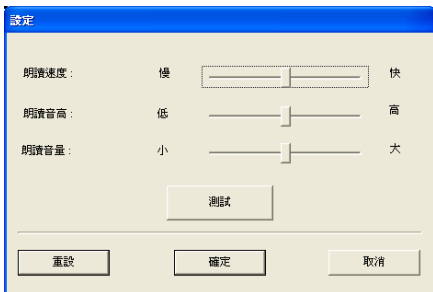 設定
朗讀速度： 慢 快
朗讀音高： 低 高
朗讀音量： 小 大
測試
重設 確定 取消